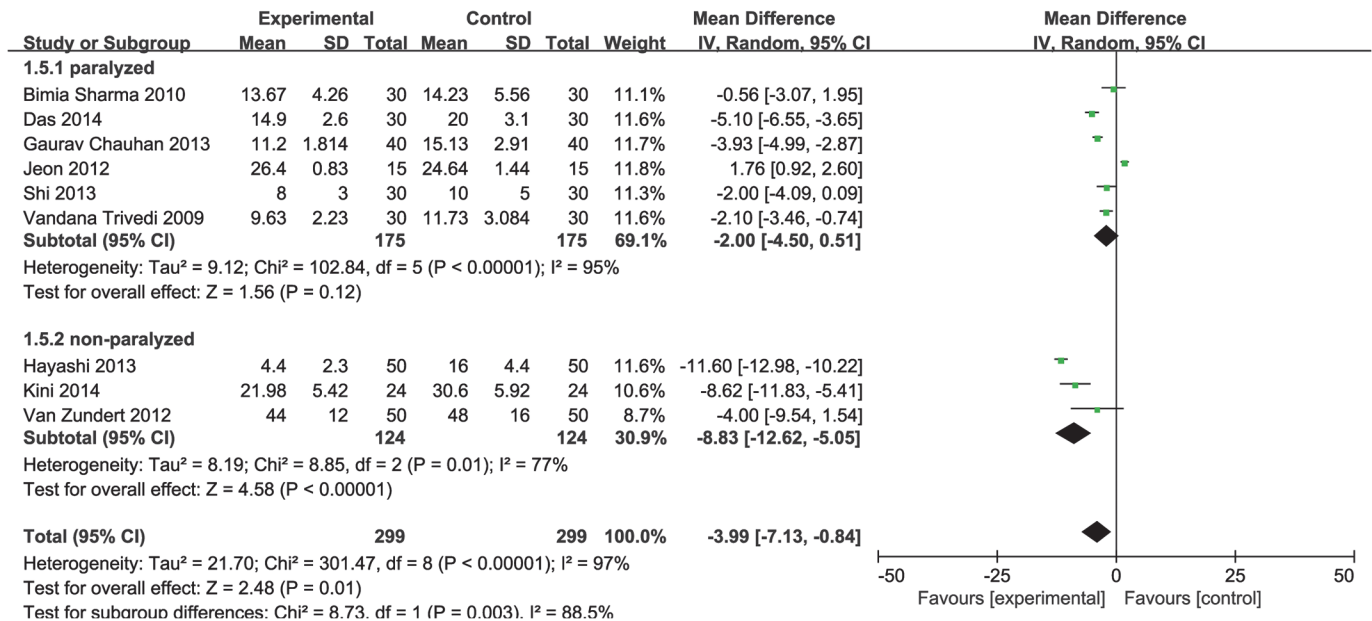 Experimental Control Mean Difference Mean Difference
Study or Subgroup Mean SD Total Mean SD Total Weight IV, Random, 95% CI IV, Random, 95% CI
1.5.1 paralyzed
Bimia Sharma 2010 13.67 4.26 30 14.23 5.56 30 11.1% -0.56 [-3.07, 1.95]
Das 2014 14.9 2.6 30 20 3.1 30 11.6% -5.10 [-6.55, -3.65]
Gaurav Chauhan 2013 11.2 1.814 40 15.13 2.91 40 11.7% -3.93 [-4.99, -2.87]
Jeon 2012 26.4 0.83 15 24.64 1.44 15 11.8% 1.76 [0.92, 2.60]
Shi 2013 8 3 30 10 5 30 11.3% -2.00 [-4.09, 0.09]
Vandana Trivedi 2009 9.63 2.23 30 11.73 3.084 30 11.6% -2.10 [-3.46, -0.74]
Subtotal (95% CI) 175 175 69.1% -2.00 [-4.50, 0.51]
Heterogeneity: Tau² = 9.12; Chi² = 102.84, df = 5 (P < 0.00001); I² = 95%
Test for overall effect: Z = 1.56 (P = 0.12)
1.5.2 non-paralyzed
Hayashi 2013 4.4 2.3 50 16 4.4 50 11.6% -11.60 [-12.98, -10.22]
Kini 2014 21.98 5.42 24 30.6 5.92 24 10.6% -8.62 [-11.83, -5.41]
Van Zundert 2012 44 12 50 48 16 50 8.7% -4.00 [-9.54, 1.54]
Subtotal (95% CI) 124 124 30.9% -8.83 [-12.62, -5.05]
Heterogeneity: Tau² = 8.19; Chi² = 8.85, df = 2 (P = 0.01); I² = 77%
Test for overall effect: Z = 4.58 (P < 0.00001)
Total (95% CI) 299 299 100.0% -3.99 [-7.13, -0.84]
Heterogeneity: Tau² = 21.70; Chi² = 301.47, df = 8 (P < 0.00001); I² = 97%
Test for overall effect: Z = 2.48 (P = 0.01)
Test for subgroup differences: Chi² = 8.73, df = 1 (P = 0.003), I² = 88.5%
-50 -25 0 25 50
Favours [experimental] Favours [control]